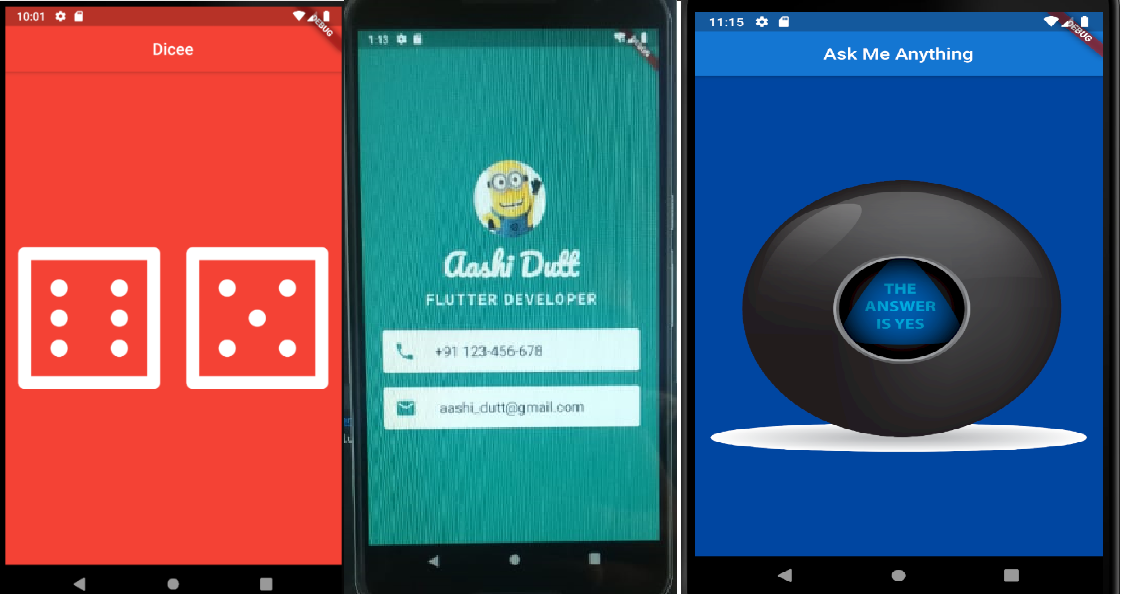 10:01
DEBUG
Dicee
1:13
DEBUG
Aashi Dutt
FLUTTER DEVELOPER
+91 123-456-678
aashi_dutt@gmail.com
11:15
DEBUG
Ask Me Anything
THE
ANSWER
IS YES